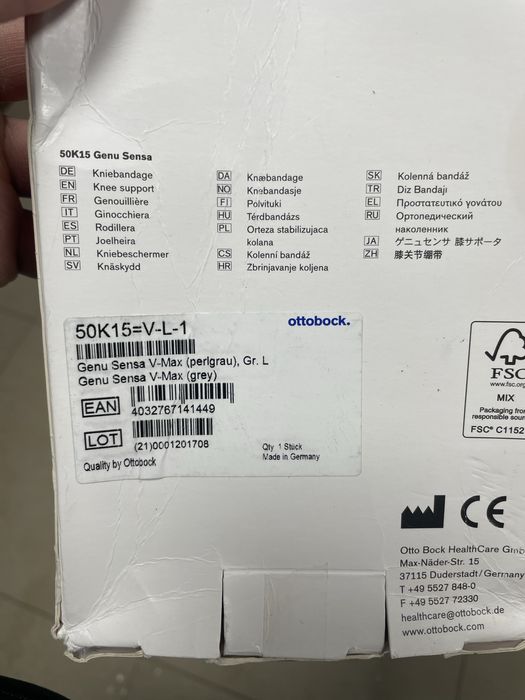 50K15 Genu Sensa
DE Kniebandage
EN Knee support
FR Genouillière
IT Ginocchiera
ES Rodillera
PT Joelheira
NL Kniebeschermer
SV Knäskydd
DA Knæbandage
NO Knebandasje
FI Polvituki
HU Térdbandázs
PL Orteza stabilizujaca
kolana
CS Kolenní bandáž
HR Zbrinjavanje koljena
SK Kolenná bandáž
TR Diz Bandajı
EL Προστατευτικό γονάτου
RU Ортопедический
наколенник
JA ゲニュセンサ 膝サポータ
ZH 膝关节绷带
50K15=V-L-1
ottobock.
Genu Sensa V-Max (perlgrau), Gr. L
Genu Sensa V-Max (grey)
EAN 4032767141449
LOT (21)0001201708
Quality by Ottobock
Qty 1 Stück
Made in Germany
FSC
www.fsc.org
MIX
Packaging from
responsible
FSC® C1152
CE
Otto Bock HealthCare
Max-Näder-Str. 15
37115 Duderstadt/Germany
T +49 5527 848-0
F +49 5527 72330
healthcare@ottobock.de
www.ottobock.com